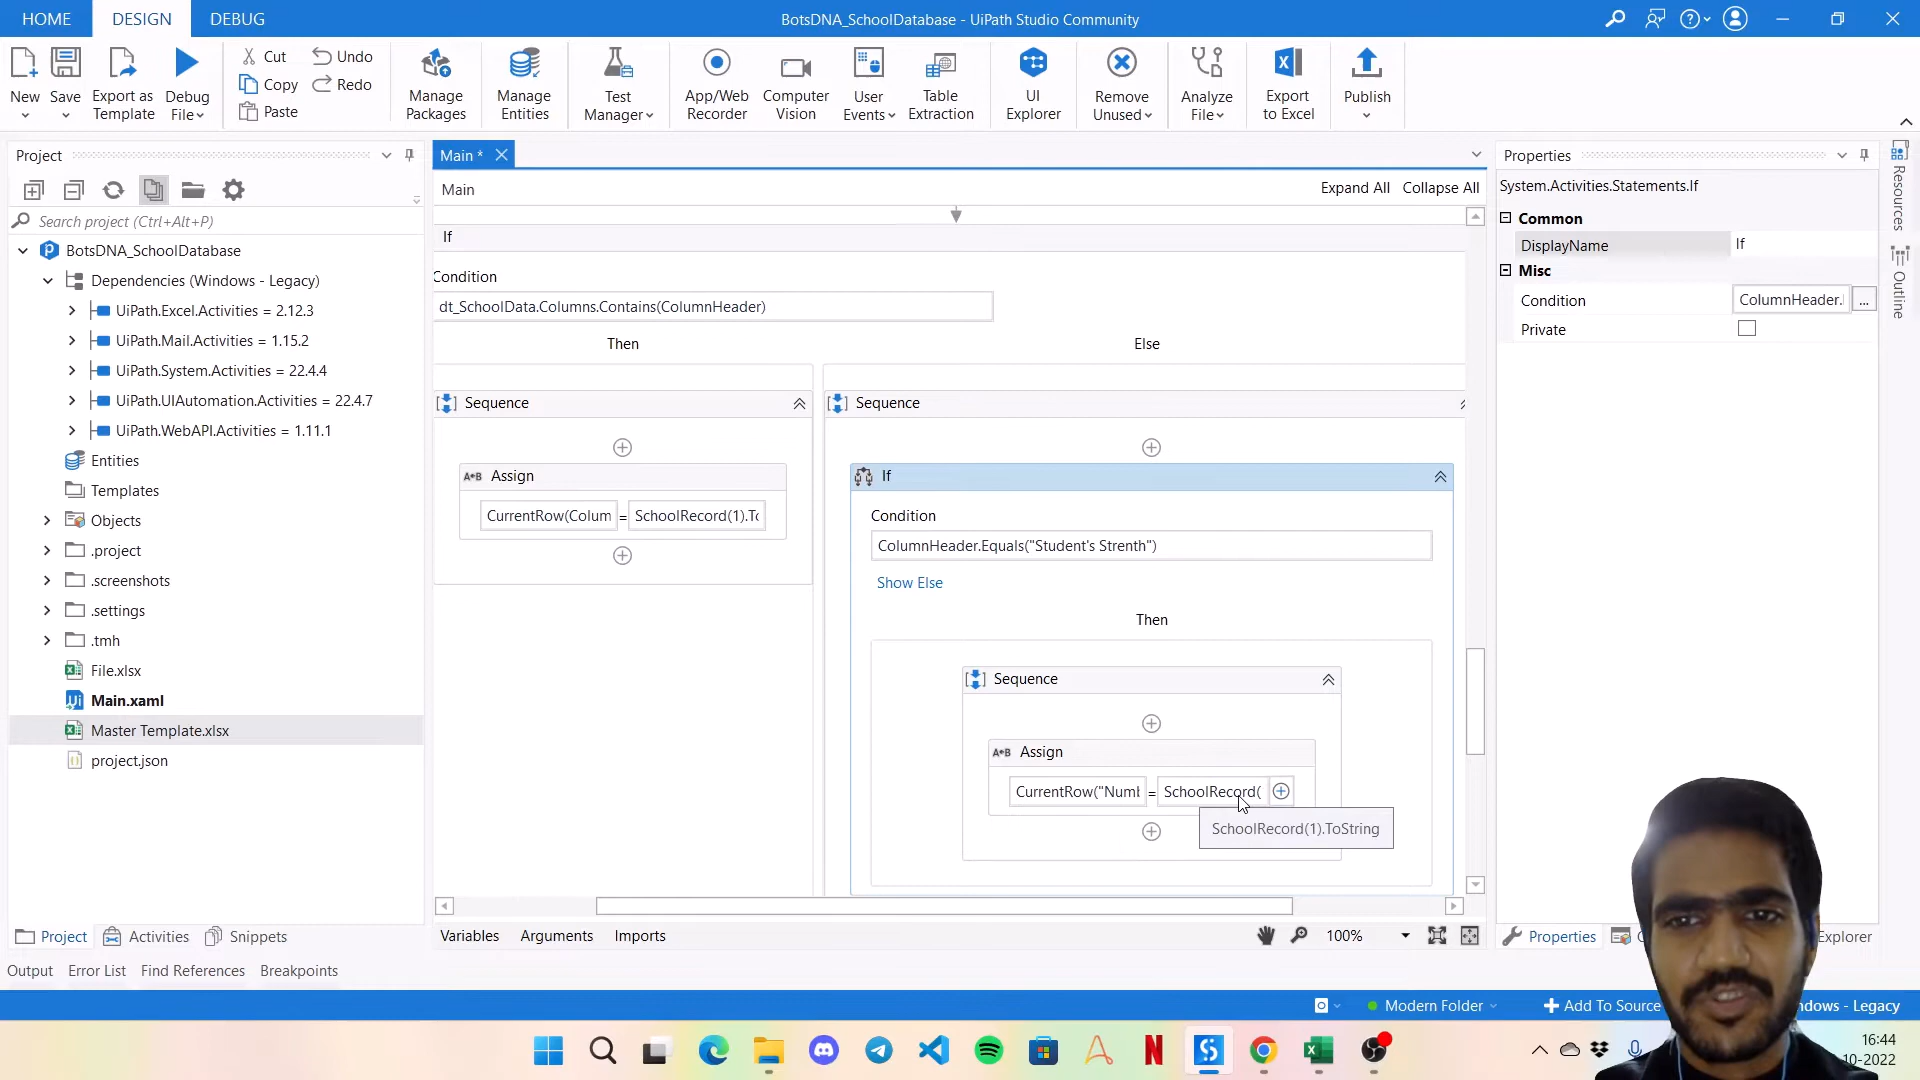 HOME DESIGN DEBUG
BotsDNA_SchoolDatabase - UiPath Studio Community
New
Save
Export as
Template
Debug
File
Cut
Copy
Paste
Undo
Redo
Manage
Packages
Manage
Entities
Test
Manager
App/Web
Recorder
Computer
Vision
User
Events
Table
Extraction
UI
Explorer
Remove
Unused
Analyze
File
Export
to Excel
Publish
Project
Search project (Ctrl+Alt+P)
BotsDNA_SchoolDatabase
Dependencies (Windows - Legacy)
UiPath.Excel.Activities = 2.12.3
UiPath.Mail.Activities = 1.15.2
UiPath.System.Activities = 22.4.4
UiPath.UIAutomation.Activities = 22.4.7
UiPath.WebAPI.Activities = 1.11.1
Entities
Templates
Objects
.project
.screenshots
.settings
.tmh
File.xlsx
Main.xaml
Master Template.xlsx
project.json
Project Activities Snippets
Main *
Main
Expand All Collapse All
If
Condition
dt_SchoolData.Columns.Contains(ColumnHeader)
Then
Else
Sequence
Assign
CurrentRow(Colum = SchoolRecord(1).To
Sequence
If
Condition
ColumnHeader.Equals("Student's Strenth")
Show Else
Then
Sequence
A*B Assign
CurrentRow("Numb = SchoolRecord(
SchoolRecord(1).ToString
Variables Arguments Imports
100%
Properties
System.Activities.Statements.If
Common
DisplayName If
Misc
Condition ColumnHeader.
Private
Properties
Explorer
Resources
Outline
Output Error List Find References Breakpoints
Modern Folder
Add To Source
ndows - Legacy
16:44
-10-2022